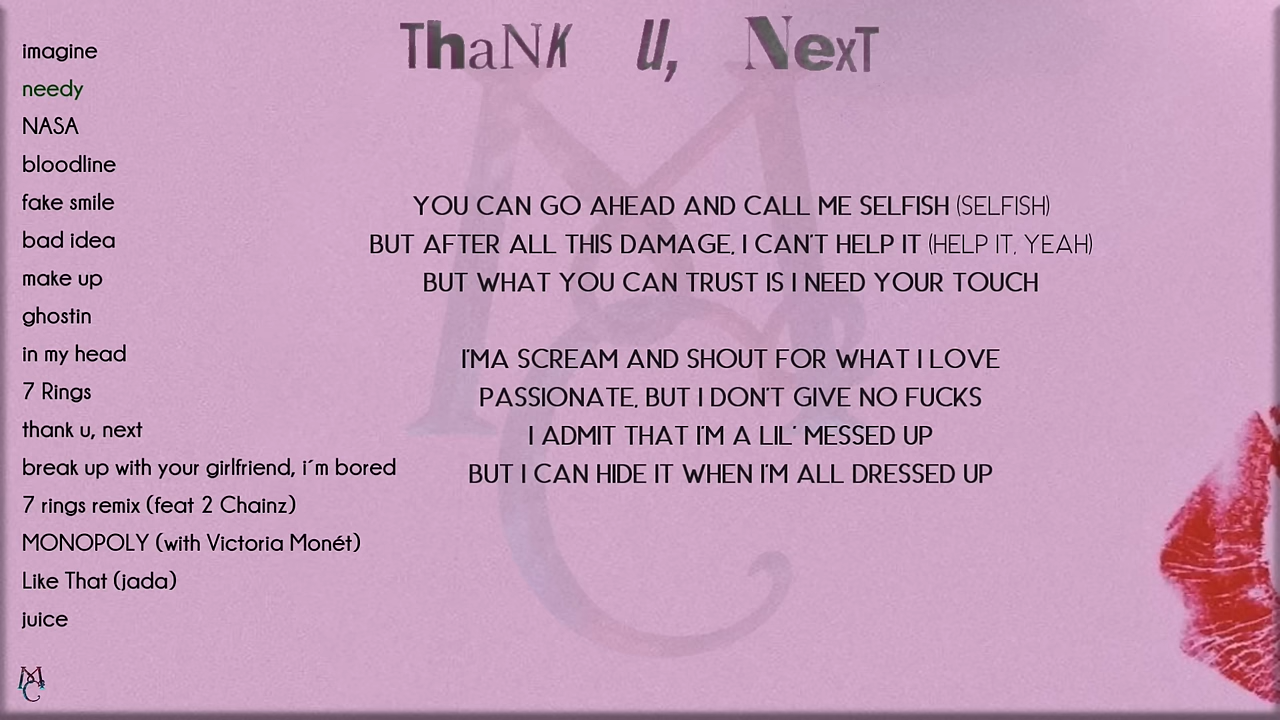 ThaNK U, NexT
imagine
needy
NASA
bloodline
fake smile
bad idea
make up
ghostin
in my head
7 Rings
thank u, next
break up with your girlfriend, i´m bored
7 rings remix (feat 2 Chainz)
MONOPOLY (with Victoria Monét)
Like That (jada)
juice
YOU CAN GO AHEAD AND CALL ME SELFISH (SELFISH)
BUT AFTER ALL THIS DAMAGE, I CAN'T HELP IT (HELP IT, YEAH)
BUT WHAT YOU CAN TRUST IS I NEED YOUR TOUCH
I'MA SCREAM AND SHOUT FOR WHAT I LOVE
PASSIONATE, BUT I DON'T GIVE NO FUCKS
I ADMIT THAT I'M A LIL' MESSED UP
BUT I CAN HIDE IT WHEN I'M ALL DRESSED UP
MC